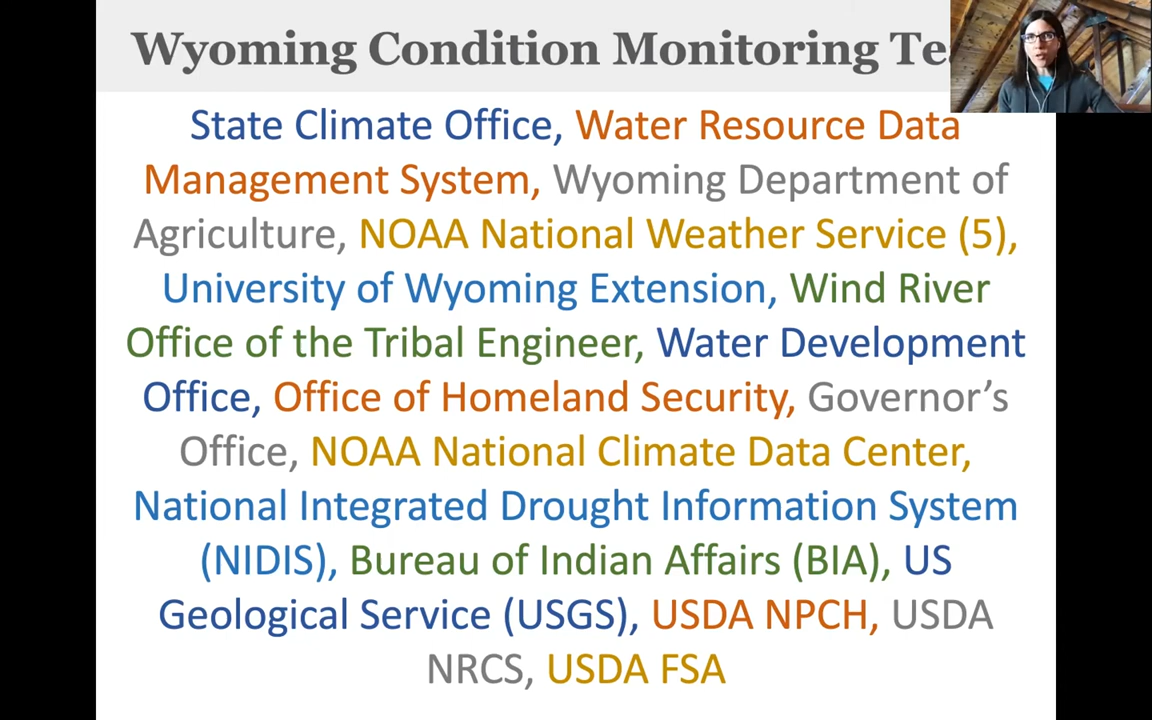 Wyoming Condition Monitoring
State Climate Office, Water Resource Data
Management System, Wyoming Department of
Agriculture, NOAA National Weather Service (5),
University of Wyoming Extension, Wind River
Office of the Tribal Engineer, Water Development
Office, Office of Homeland Security, Governor’s
Office, NOAA National Climate Data Center,
National Integrated Drought Information System
(NIDIS), Bureau of Indian Affairs (BIA), US
Geological Service (USGS), USDA NPCH, USDA
NRCS, USDA FSA